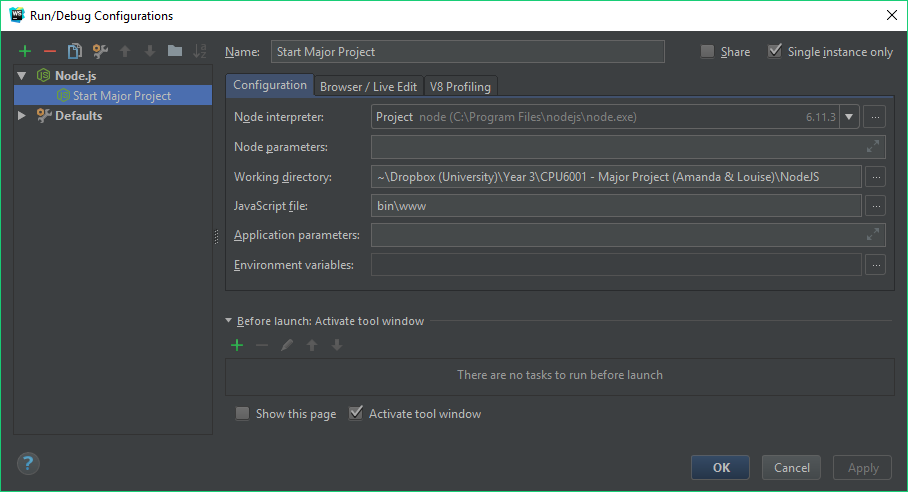 WS Run/Debug Configurations
Name: Start Major Project Share Single instance only
Node.js
Start Major Project
Defaults
Configuration Browser / Live Edit V8 Profiling
Node interpreter: Project node (C:\Program Files\nodejs\node.exe) 6.11.3 ...
Node parameters:
Working directory: ~\Dropbox (University)\Year 3\CPU6001 - Major Project (Amanda & Louise)\NodeJS ...
JavaScript file: bin\www ...
Application parameters:
Environment variables: ...
Before launch: Activate tool window
There are no tasks to run before launch
Show this page Activate tool window
? OK Cancel Apply